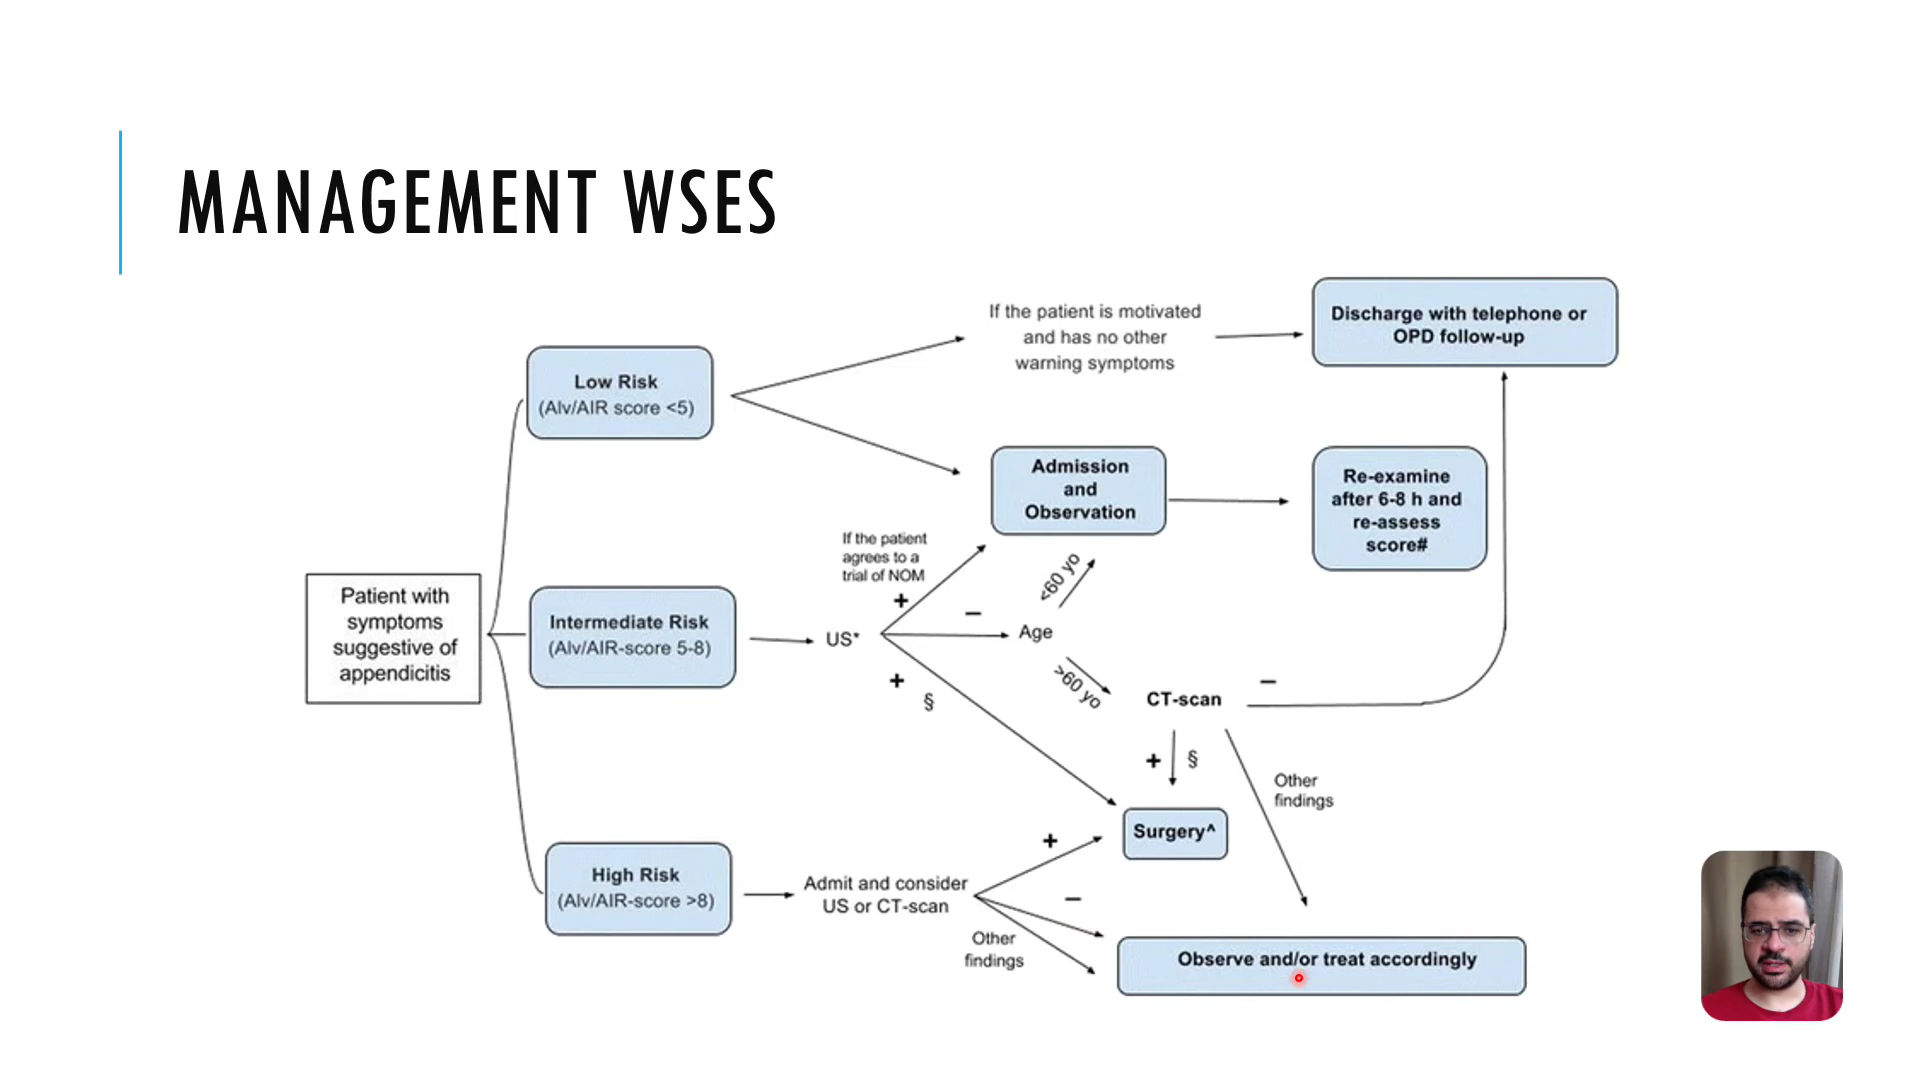 MANAGEMENT WSES
If the patient is motivated
and has no other
warning symptoms
Discharge with telephone or
OPD follow-up
Low Risk
(Alv/AIR score <5)
Admission
and
Observation
Re-examine
after 6-8 h and
re-assess
score#
If the patient
agrees to a
trial of NOM
+
−
<60 yo
Patient with
symptoms
suggestive of
appendicitis
Intermediate Risk
(Alv/AIR-score 5-8)
US*
Age
+
§
>60 yo
CT-scan
−
+
§
Other
findings
Surgery^
High Risk
(Alv/AIR-score >8)
Admit and consider
US or CT-scan
+
−
Other
findings
Observe and/or treat accordingly